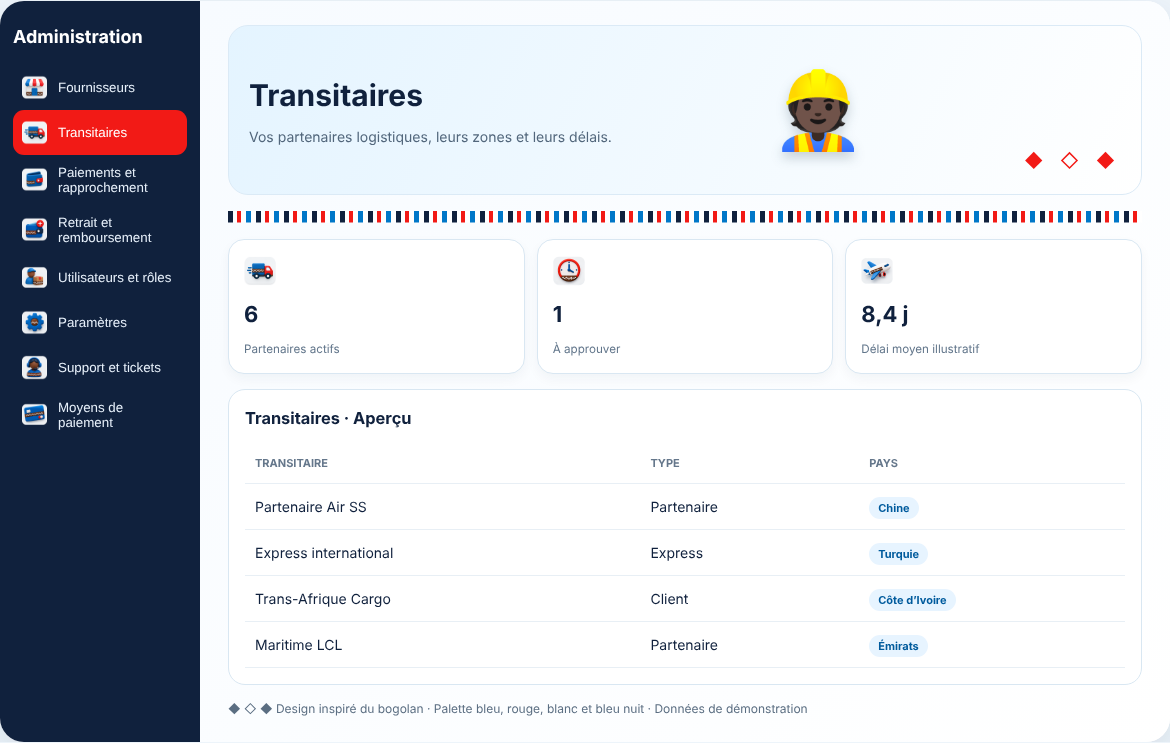 Administration
Fournisseurs
Transitaires
Paiements et
rapprochement
Retrait et
remboursement
Utilisateurs et rôles
Paramètres
Support et tickets
Moyens de
paiement
Transitaires
Vos partenaires logistiques, leurs zones et leurs délais.
6
Partenaires actifs
1
À approuver
8,4 j
Délai moyen illustratif
Transitaires · Aperçu
TRANSITAIRE TYPE PAYS
Partenaire Air SS Partenaire Chine
Express international Express Turquie
Trans-Afrique Cargo Client Côte d’Ivoire
Maritime LCL Partenaire Émirats
◆ ◇ ◆ Design inspiré du bogolan · Palette bleu, rouge, blanc et bleu nuit · Données de démonstration